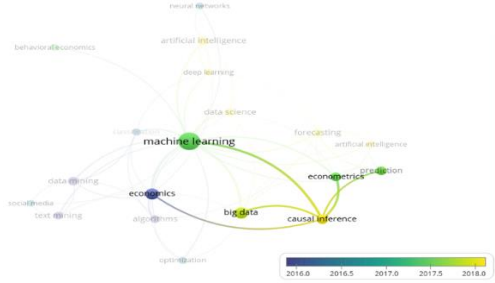 neural networks
artificial intelligence
behavioral economics
deep learning
data science
forecasting
machine learning
artificial intelligence
prediction
econometrics
data mining
economics
social media
text mining
algorithms
big data
causal inference
optimization
2016.0 2016.5 2017.0 2017.5 2018.0